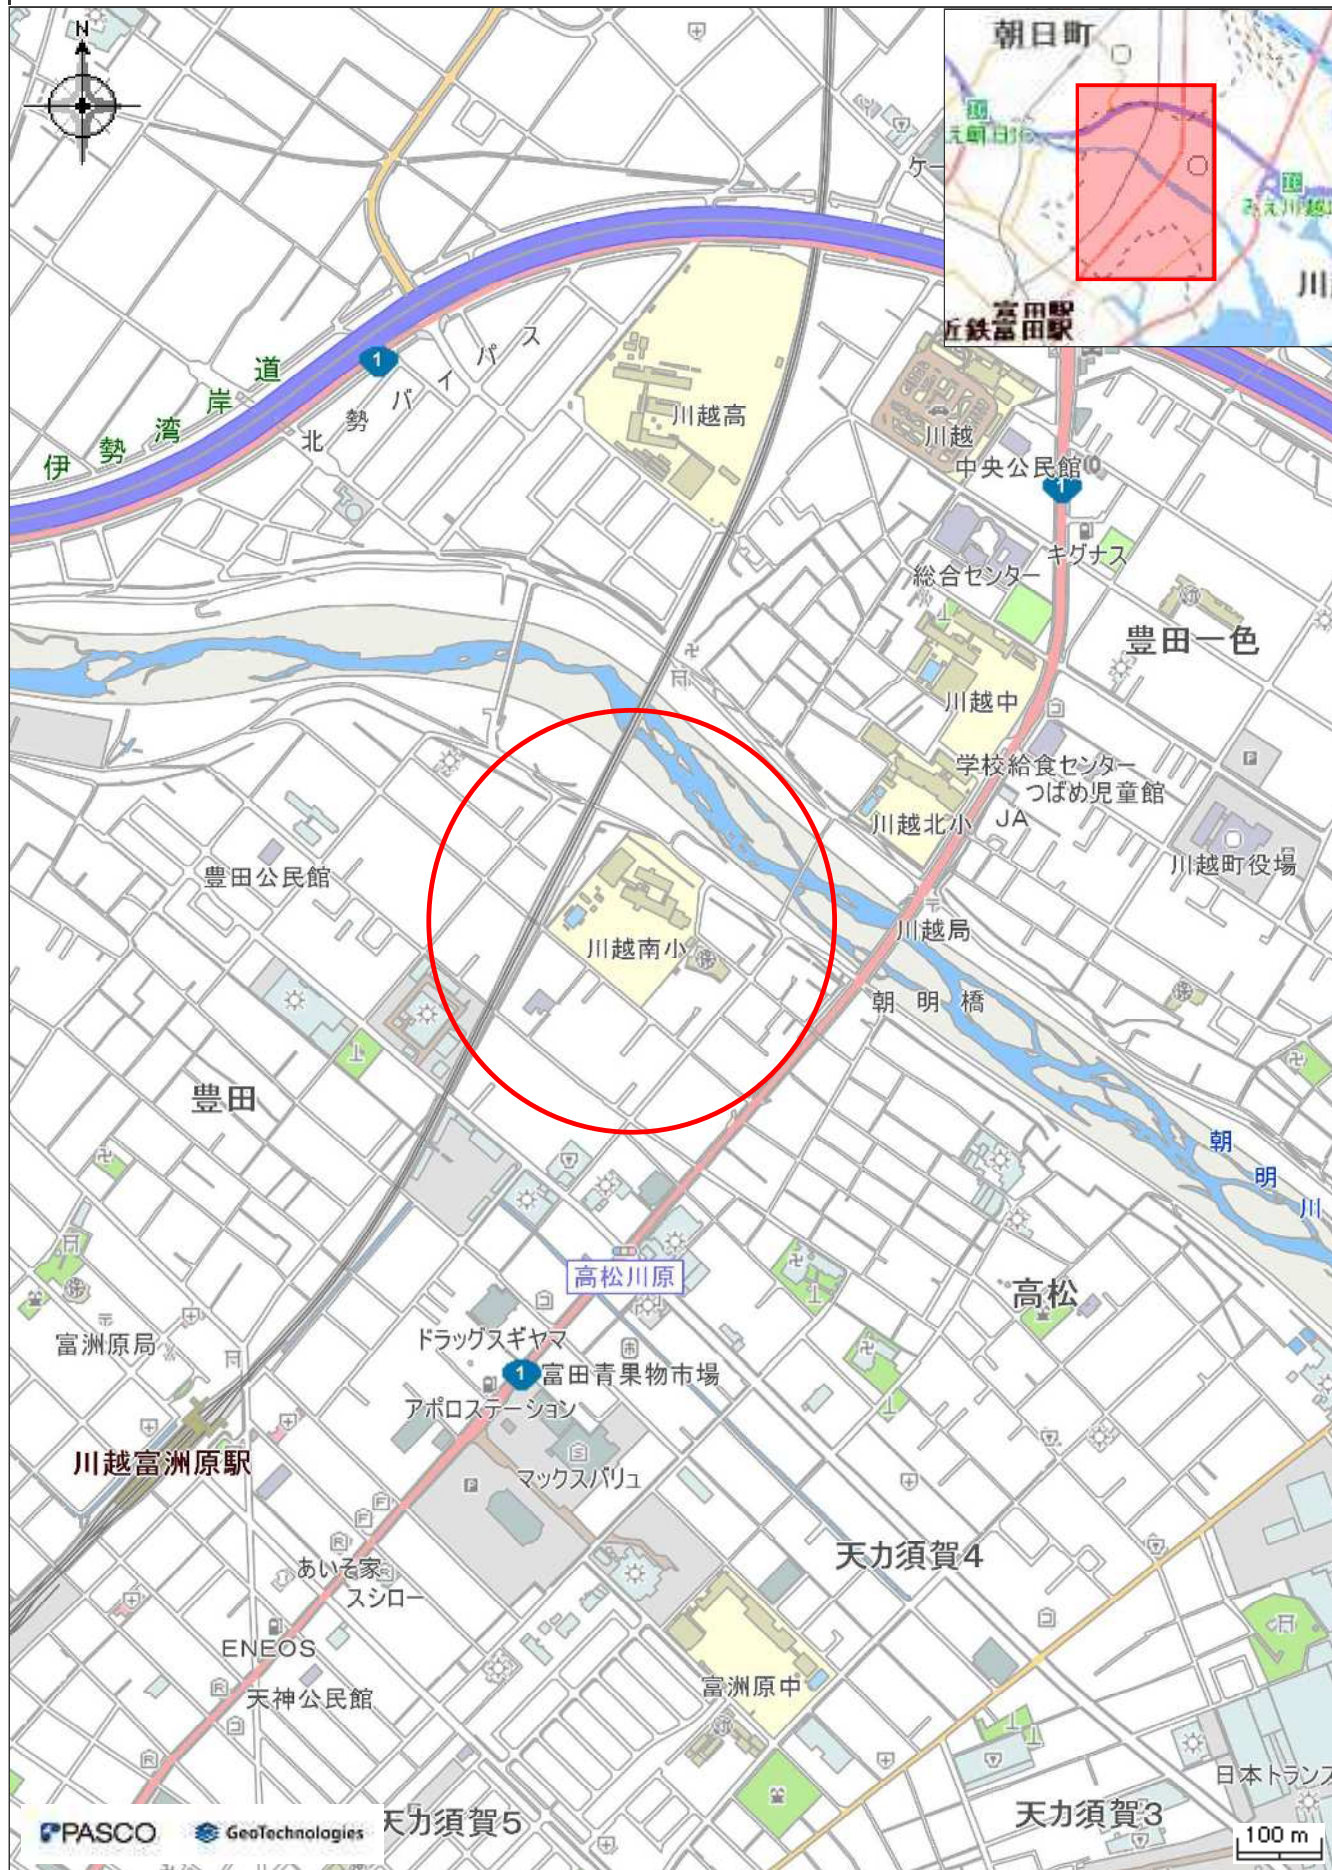 N
朝日町
川
富田駅
近鉄富田駅
ケー
伊勢湾岸道
1
北勢バイパス
川越高
川越
中央公民館
1
キグナス
総合センター
豊田一色
川越中
学校給食センター
つばめ児童館
JA
川越北小
川越町役場
P
豊田公民館
川越南小
川越局
朝明橋
豊田
朝明川
高松川原
高松
富洲原局
ドラッグスギヤマ
1
富田青果物市場
アポロステーション
川越富洲原駅
マックスバリュ
P
天カ須賀4
あいそ家
スシロー
ENEOS
富洲原中
天神公民館
日本トランス
天カ須賀5
天カ須賀3
PASCO
GeoTechnologies
100 m